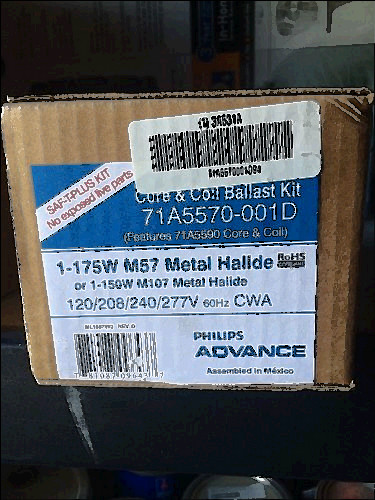 SAF-T-PLUS KIT
No exposed live parts
Core & Coil Ballast Kit
71A5570-001D
(Features 71A5590 Core & Coil)
1-175W M57 Metal Halide RoHS
or 1-150W M107 Metal Halide
120/208/240/277V 60Hz CWA
PHILIPS
ADVANCE
Assembled in México